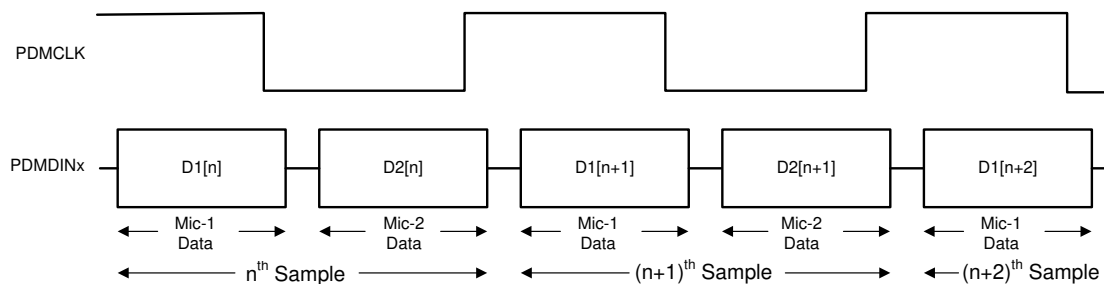 PDMCLK
PDMDINx
D1[n]
D2[n]
D1[n+1]
D2[n+1]
D1[n+2]
Mic-1
Data
Mic-2
Data
Mic-1
Data
Mic-2
Data
Mic-1
Data
nth Sample
(n+1)th Sample
(n+2)th Sample